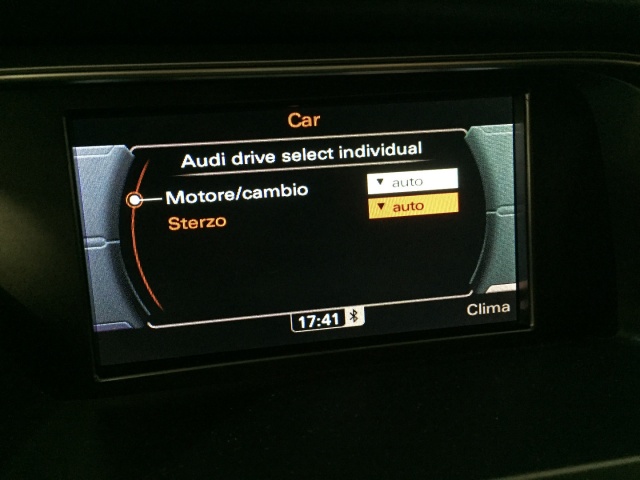 Car
Audi drive select individual
Motore/cambio ▼ auto
Sterzo ▼ auto
17:41
Clima